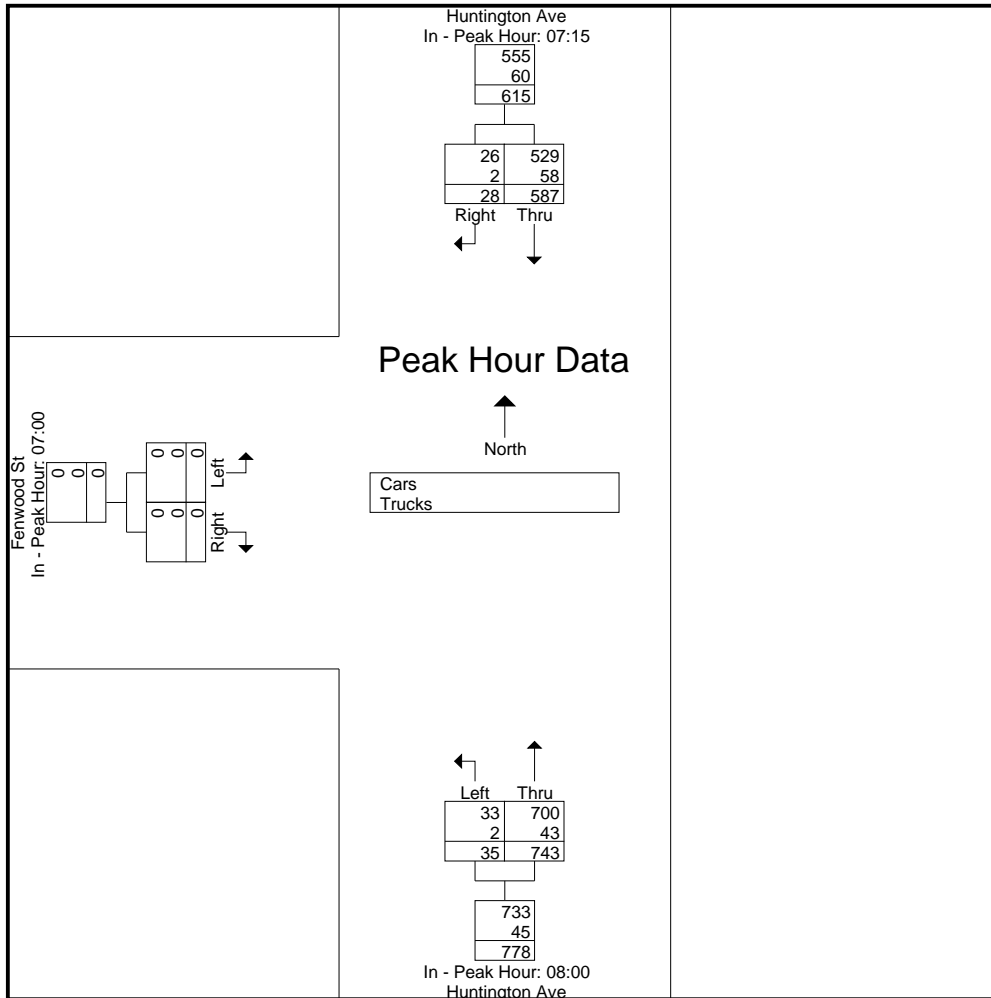 Huntington Ave
In - Peak Hour: 07:15
555
60
615
26 529
2 58
28 587
Right Thru
Peak Hour Data
North
Cars
Trucks
Fenwood St
In - Peak Hour: 07:00
0 0 0
0 0 0
Left
0 0 0
Right
Left Thru
33 700
2 43
35 743
733
45
778
In - Peak Hour: 08:00
Huntington Ave